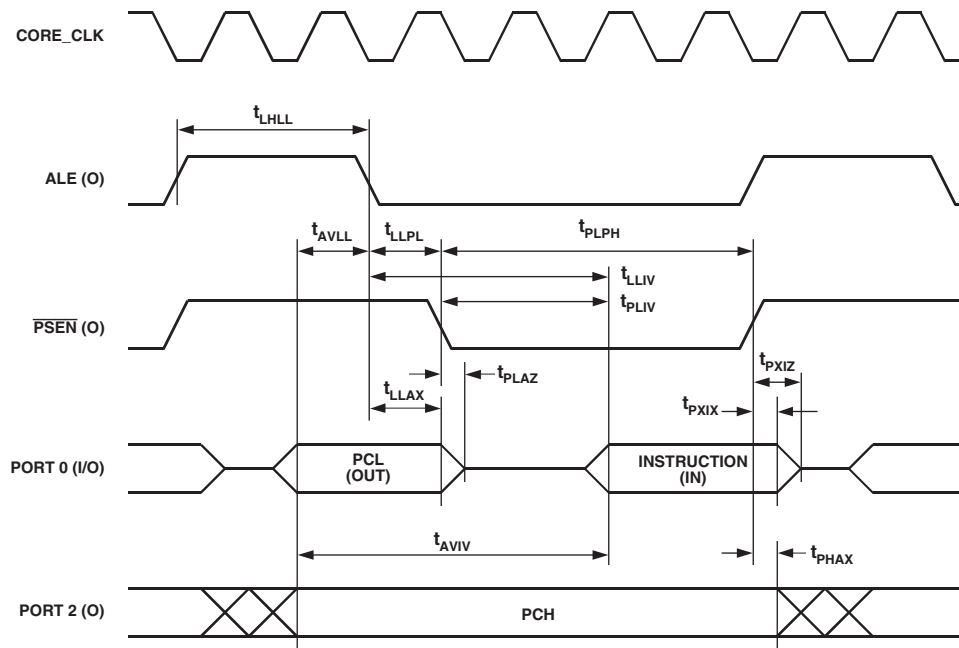 CORE_CLK
t_LHLL
ALE (O)
t_AVLL
t_LLPL
t_PLPH
t_LLIV
t_PLIV
PSEN (O)
t_PLAZ
t_PXIZ
t_LLAX
t_PXIX
PORT 0 (I/O)
PCL
(OUT)
INSTRUCTION
(IN)
t_AVIV
t_PHAX
PORT 2 (O)
PCH